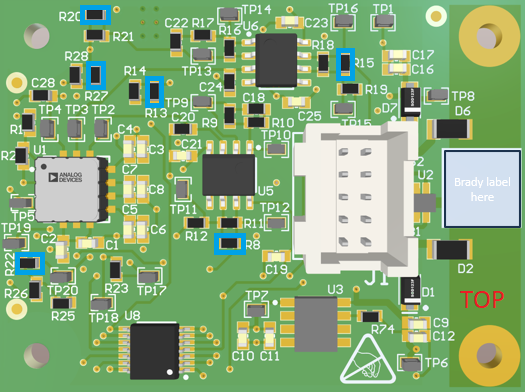 R20
R21
C22
R17
TP14
U6
C23
TP16
TP1
R16
R18
R15
C17
C16
TP13
R28
R27
R14
R13
TP9
C24
R19
D7
TP8
C28
TP4
TP3
TP2
C4
C20
R9
C18
R10
C25
TP15
D6
U1
C3
C21
TP10
ANALOG
DEVICES
C7
C8
U5
U2
Brady label
here
TP5
C5
C6
TP11
R12
R11
TP12
R8
TP19
C2
C1
R22
C19
J1
D2
R26
TP20
R23
TP17
R25
TP18
U8
TP7
U3
D1
TOP
R74
C9
C12
C10
C11
TP6